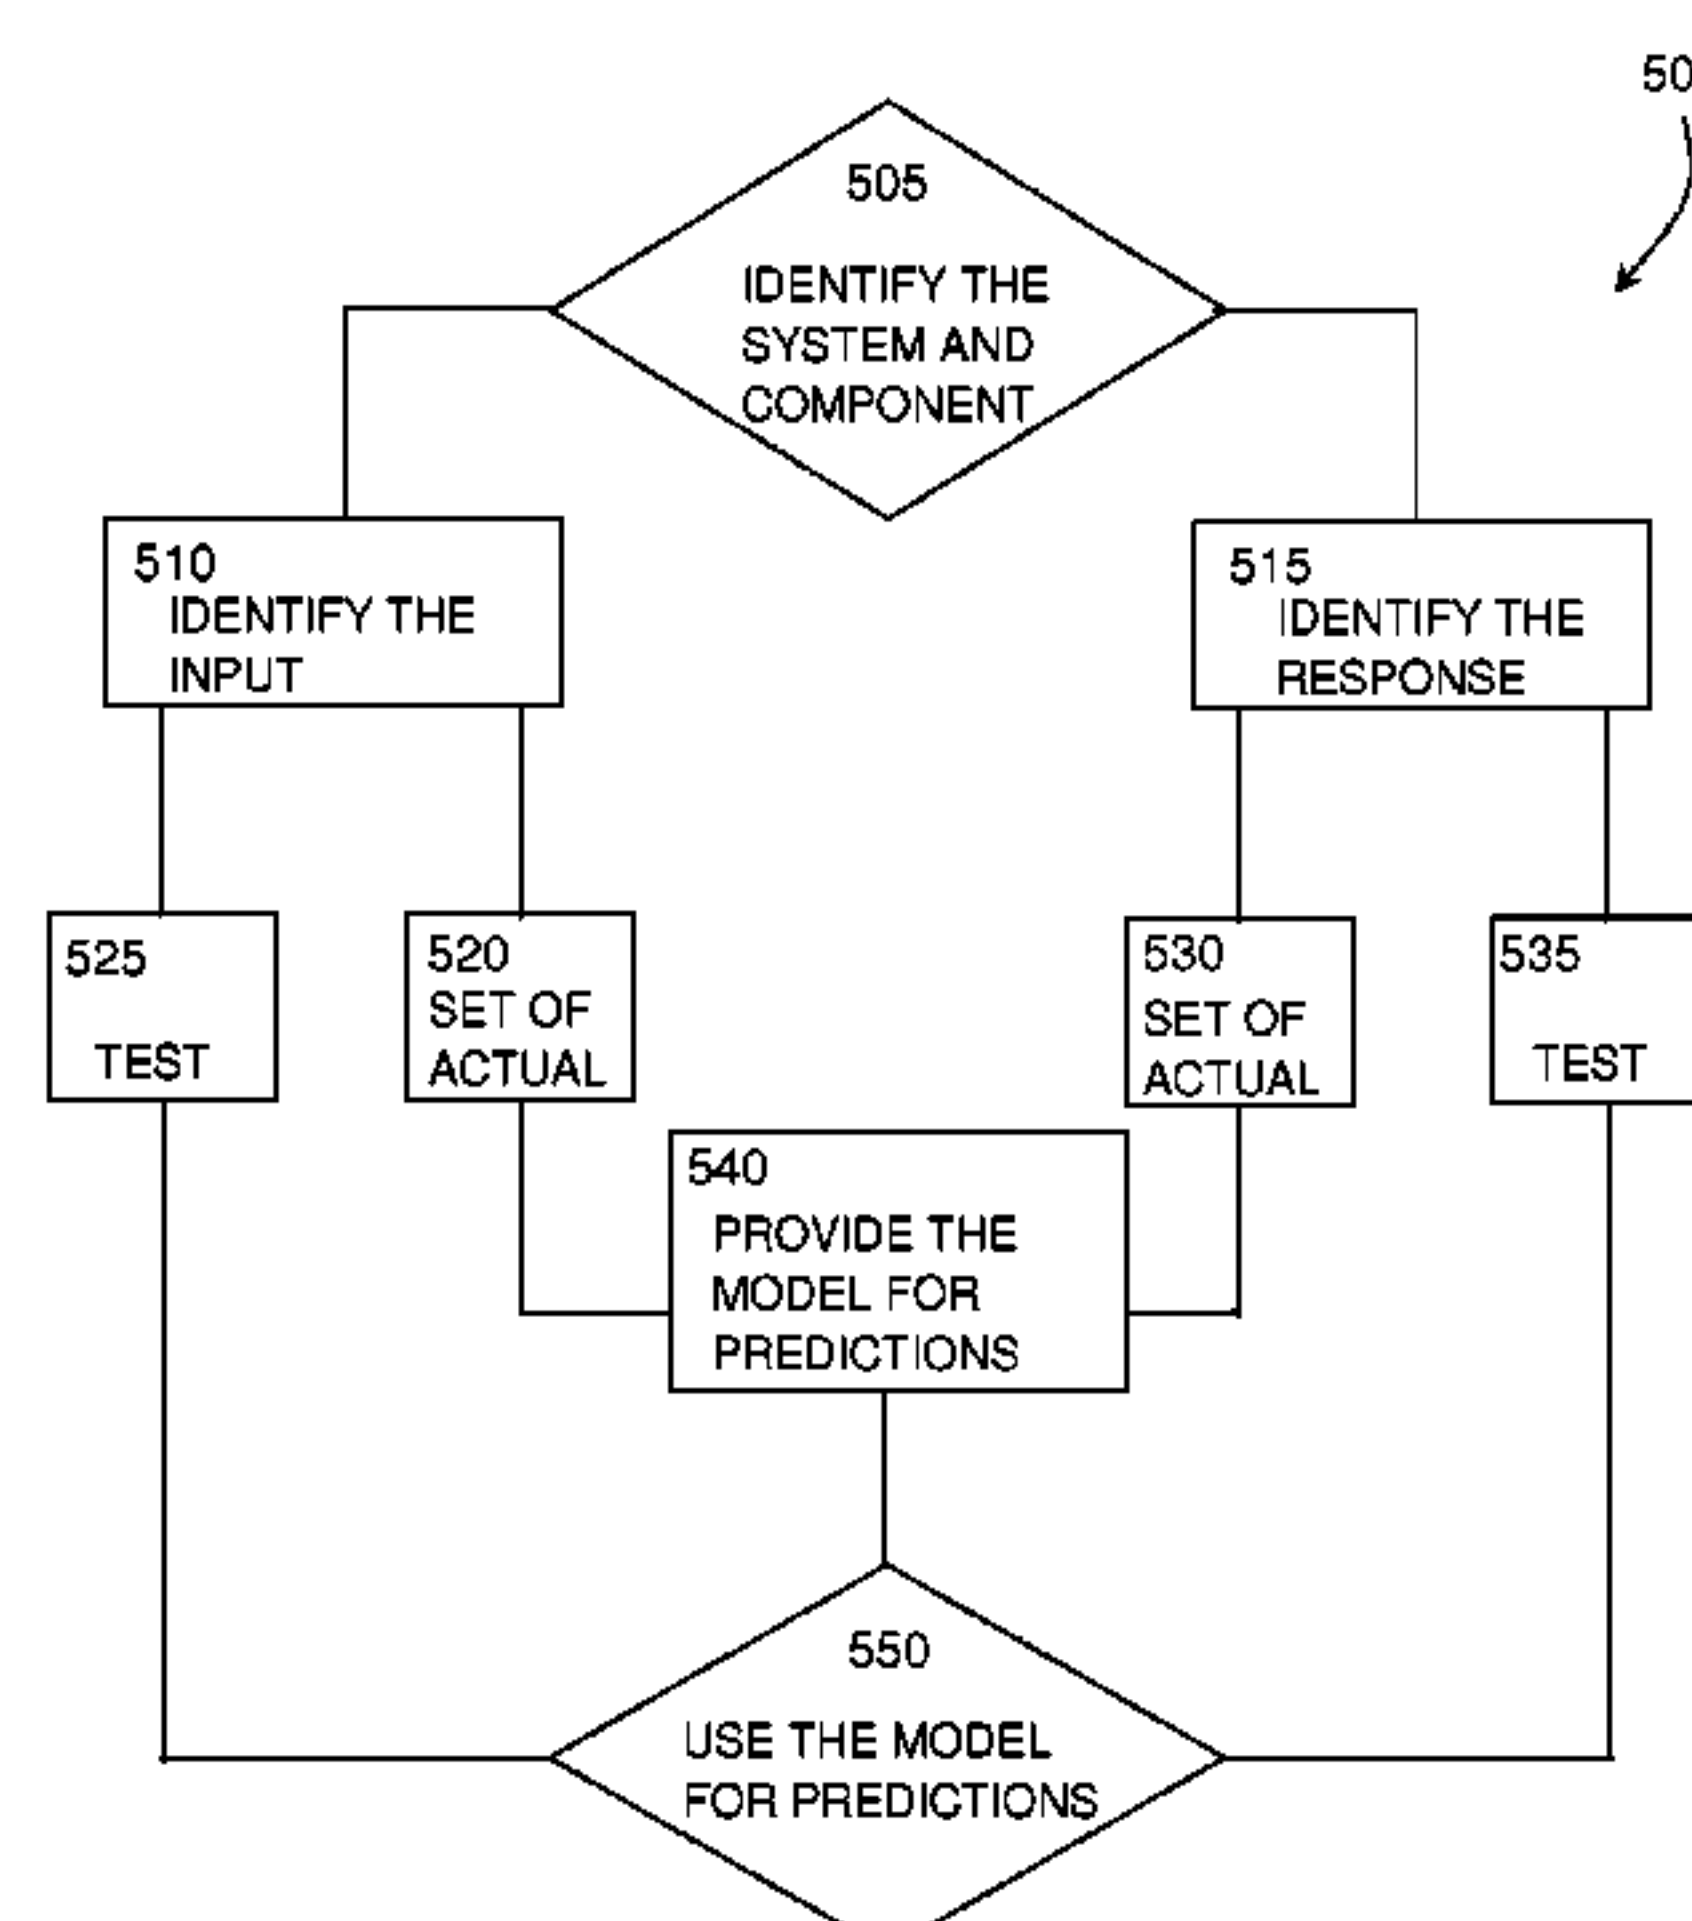 50
505
IDENTIFY THE
SYSTEM AND
COMPONENT
510
IDENTIFY THE
INPUT
515
IDENTIFY THE
RESPONSE
525
TEST
520
SET OF
ACTUAL
530
SET OF
ACTUAL
535
TEST
540
PROVIDE THE
MODEL FOR
PREDICTIONS
550
USE THE MODEL
FOR PREDICTIONS